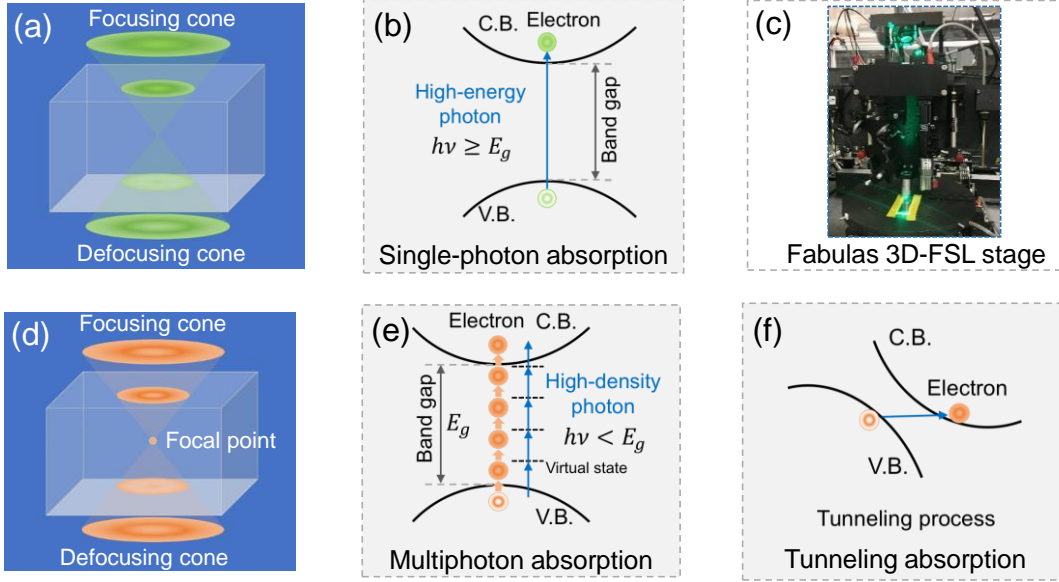 (a)
Focusing cone
Defocusing cone
(b)
C.B.
Electron
High-energy
photon
hν ≥ E_g
Band gap
V.B.
Single-photon absorption
(c)
Fabulas 3D-FSL stage
(d)
Focusing cone
Focal point
Defocusing cone
(e)
Electron
C.B.
Band gap
E_g
High-density
photon
hν < E_g
Virtual state
V.B.
Multiphoton absorption
(f)
C.B.
Electron
V.B.
Tunneling process
Tunneling absorption